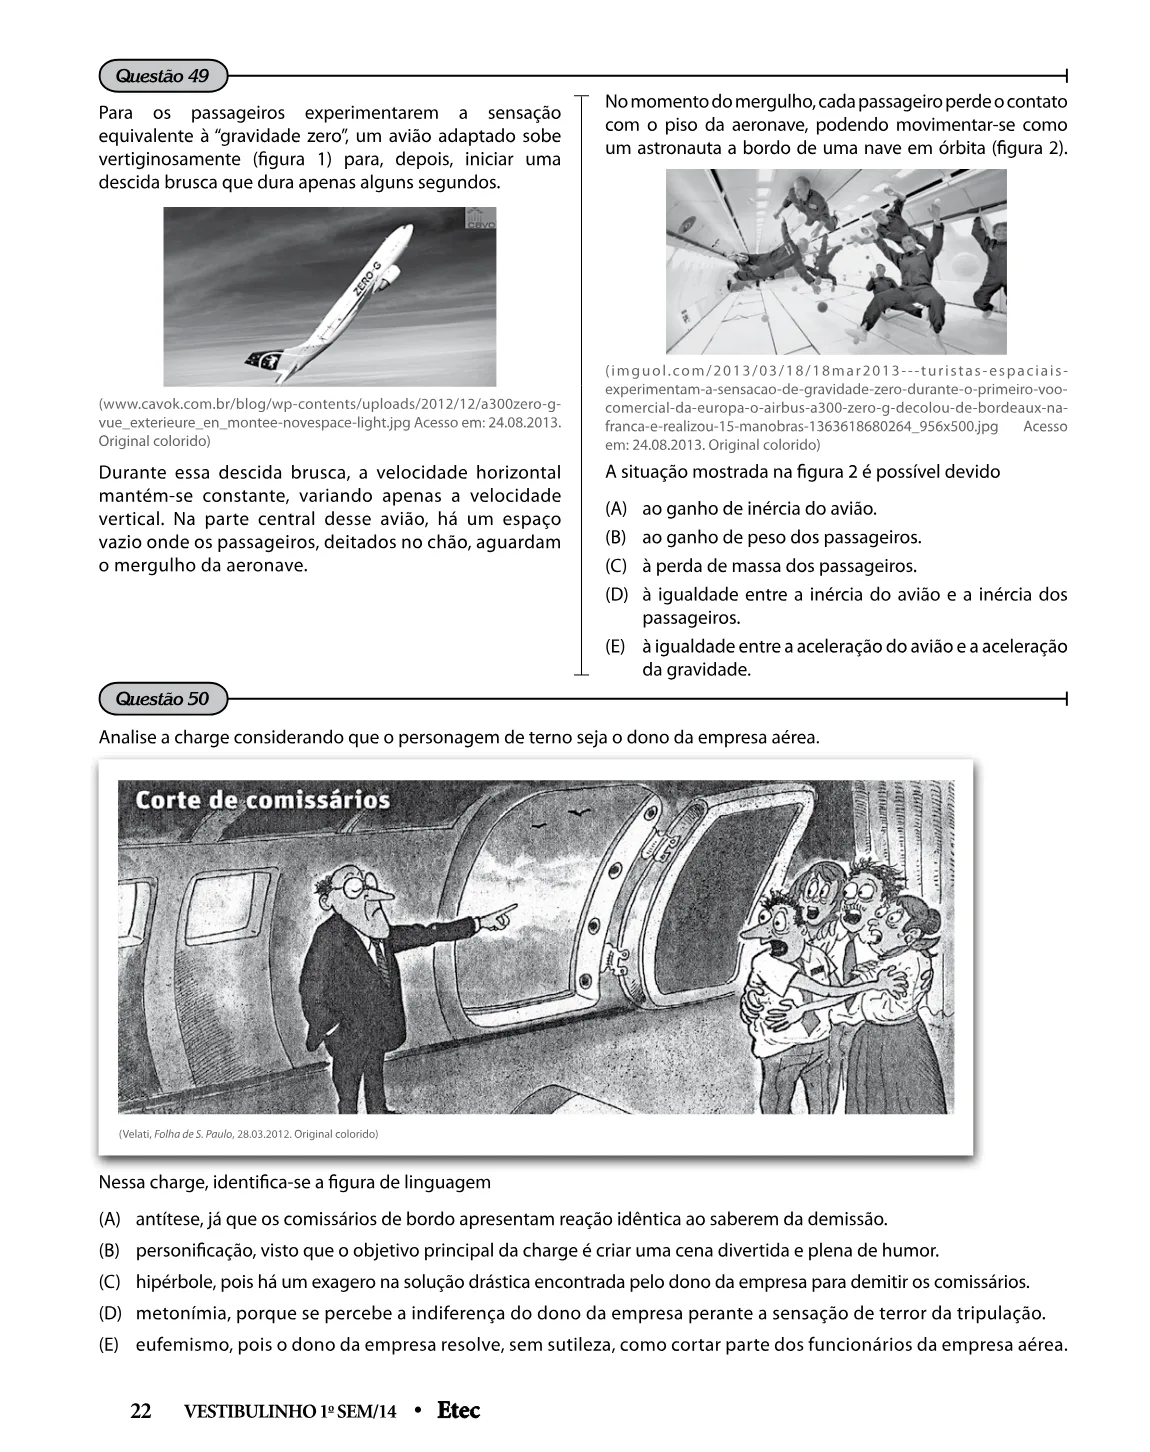 Questão 49
Para os passageiros experimentarem a sensação
equivalente à “gravidade zero”, um avião adaptado sobe
vertiginosamente (figura 1) para, depois, iniciar uma
descida brusca que dura apenas alguns segundos.
cavo
ZERO-G
(www.cavok.com.br/blog/wp-contents/uploads/2012/12/a300zero-g-
vue_exterieure_en_montee-novespace-light.jpg Acesso em: 24.08.2013.
Original colorido)
Durante essa descida brusca, a velocidade horizontal
mantém-se constante, variando apenas a velocidade
vertical. Na parte central desse avião, há um espaço
vazio onde os passageiros, deitados no chão, aguardam
o mergulho da aeronave.
No momento do mergulho, cada passageiro perde o contato
com o piso da aeronave, podendo movimentar-se como
um astronauta a bordo de uma nave em órbita (figura 2).
(imguol.com/2013/03/18/18mar2013---turistas-espaciais-
experimentam-a-sensacao-de-gravidade-zero-durante-o-primeiro-voo-
comercial-da-europa-o-airbus-a300-zero-g-decolou-de-bordeaux-na-
franca-e-realizou-15-manobras-1363618680264_956x500.jpg Acesso
em: 24.08.2013. Original colorido)
A situação mostrada na figura 2 é possível devido
(A) ao ganho de inércia do avião.
(B) ao ganho de peso dos passageiros.
(C) à perda de massa dos passageiros.
(D) à igualdade entre a inércia do avião e a inércia dos
passageiros.
(E) à igualdade entre a aceleração do avião e a aceleração
da gravidade.
Questão 50
Analise a charge considerando que o personagem de terno seja o dono da empresa aérea.
Corte de comissários
(Velati, Folha de S. Paulo, 28.03.2012. Original colorido)
Nessa charge, identifica-se a figura de linguagem
(A) antítese, já que os comissários de bordo apresentam reação idêntica ao saberem da demissão.
(B) personificação, visto que o objetivo principal da charge é criar uma cena divertida e plena de humor.
(C) hipérbole, pois há um exagero na solução drástica encontrada pelo dono da empresa para demitir os comissários.
(D) metonímia, porque se percebe a indiferença do dono da empresa perante a sensação de terror da tripulação.
(E) eufemismo, pois o dono da empresa resolve, sem sutileza, como cortar parte dos funcionários da empresa aérea.
22 VESTIBULINHO 1º SEM/14 • Etec